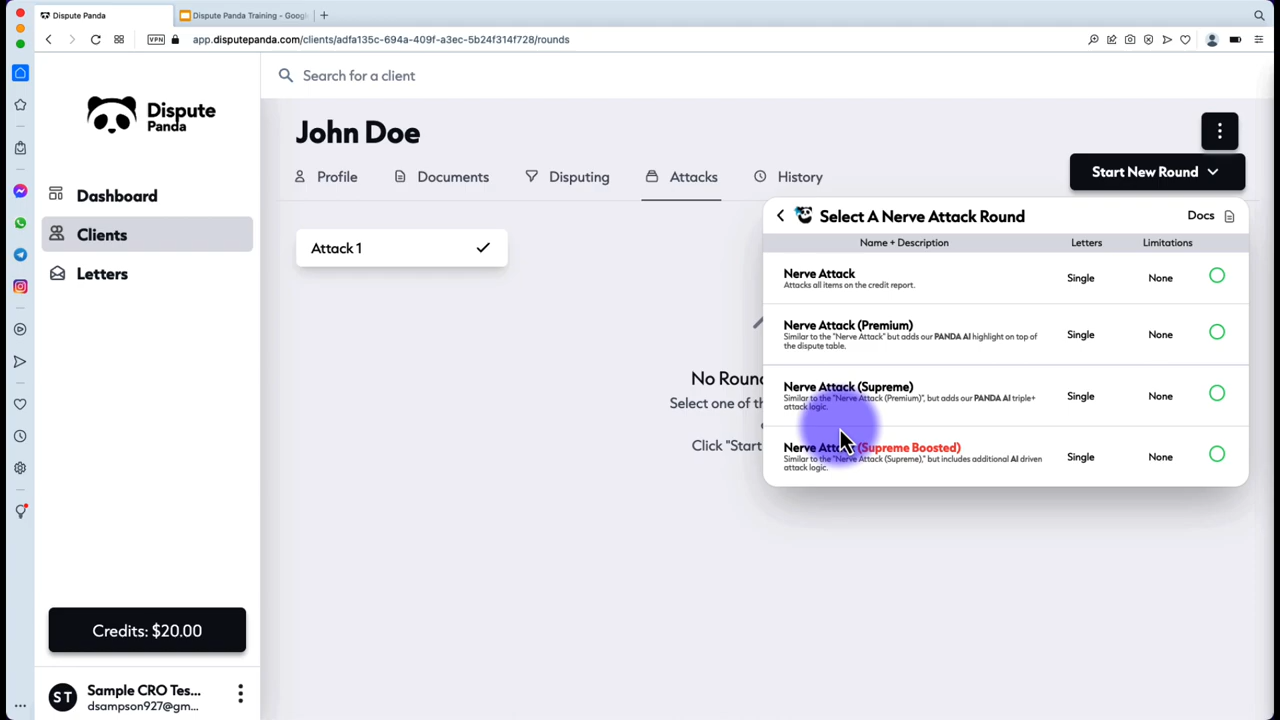 Dispute Panda
Dispute Panda Training - Goog
VPN
app.disputepanda.com/clients/adfa135c-694a-409f-a3ec-5b24f314f728/rounds
Dispute
Panda
Search for a client
John Doe
Profile
Documents
Disputing
Attacks
History
Start New Round
Dashboard
Clients
Letters
Attack 1
Select A Nerve Attack Round
Docs
Name + Description
Letters
Limitations
Nerve Attack
Attacks all items on the credit report.
Single
None
Nerve Attack (Premium)
Similar to the "Nerve Attack" but adds our PANDA AI highlight on top of
the dispute table.
Single
None
Nerve Attack (Supreme)
Similar to the "Nerve Attack (Premium)", but adds our PANDA AI triple+
attack logic.
Single
None
Nerve Attack (Supreme Boosted)
Similar to the "Nerve Attack (Supreme)," but includes additional AI driven
attack logic.
Single
None
No Roun
Select one of th
Click "Start
Credits: $20.00
ST
Sample CRO Tes...
dsampson927@gm...